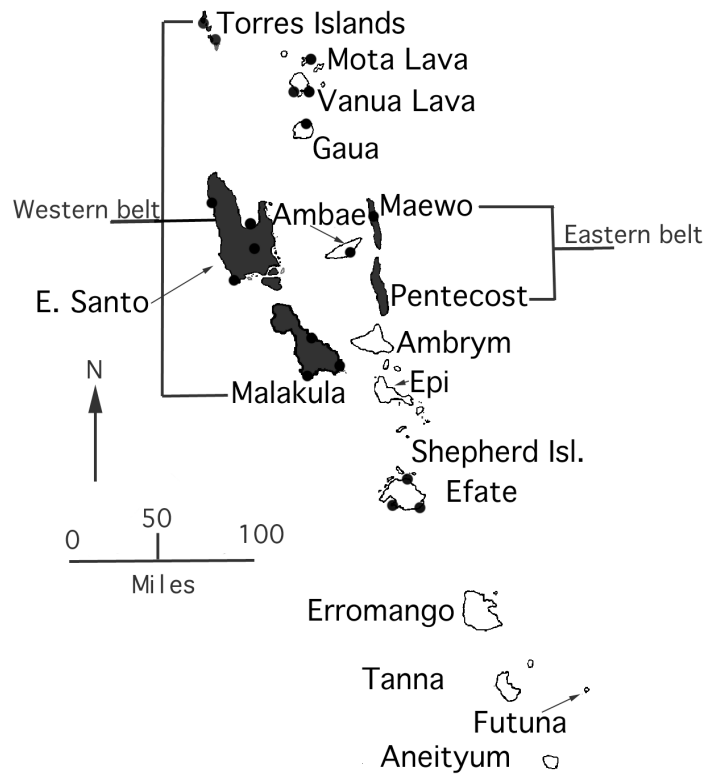 Torres Islands
Mota Lava
Vanua Lava
Gaua
Western belt
Ambae
Maewo
Eastern belt
E. Santo
Pentecost
Ambrym
N
Epi
Malakula
Shepherd Isl.
Efate
0 50 100
Miles
Erromango
Tanna
Futuna
Aneityum